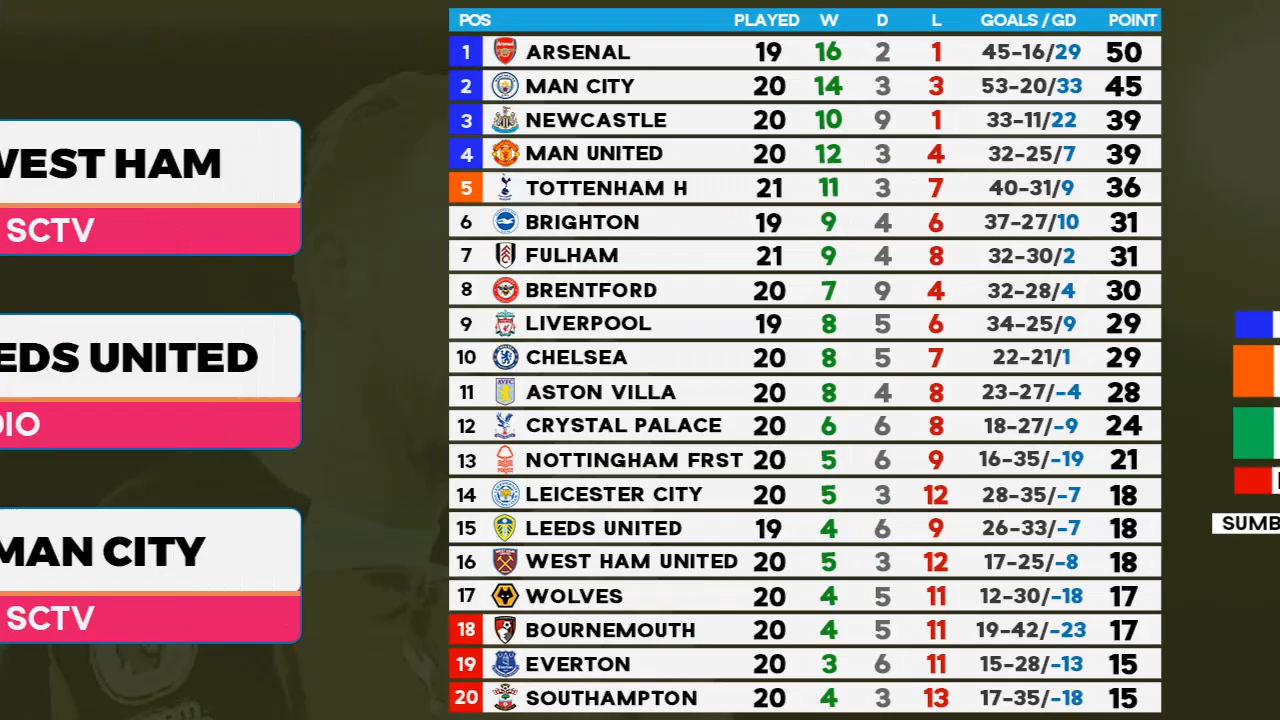 WEST HAM
SCTV
EEDS UNITED
DIO
MAN CITY
SCTV
POS PLAYED W D L GOALS / GD POINT
1 ARSENAL 19 16 2 1 45-16/29 50
2 MAN CITY 20 14 3 3 53-20/33 45
3 NEWCASTLE 20 10 9 1 33-11/22 39
4 MAN UNITED 20 12 3 4 32-25/7 39
5 TOTTENHAM H 21 11 3 7 40-31/9 36
6 BRIGHTON 19 9 4 6 37-27/10 31
7 FULHAM 21 9 4 8 32-30/2 31
8 BRENTFORD 20 7 9 4 32-28/4 30
9 LIVERPOOL 19 8 5 6 34-25/9 29
10 CHELSEA 20 8 5 7 22-21/1 29
11 ASTON VILLA 20 8 4 8 23-27/-4 28
12 CRYSTAL PALACE 20 6 6 8 18-27/-9 24
13 NOTTINGHAM FRST 20 5 6 9 16-35/-19 21
14 LEICESTER CITY 20 5 3 12 28-35/-7 18
15 LEEDS UNITED 19 4 6 9 26-33/-7 18
16 WEST HAM UNITED 20 5 3 12 17-25/-8 18
17 WOLVES 20 4 5 11 12-30/-18 17
18 BOURNEMOUTH 20 4 5 11 19-42/-23 17
19 EVERTON 20 3 6 11 15-28/-13 15
20 SOUTHAMPTON 20 4 3 13 17-35/-18 15
SUMB